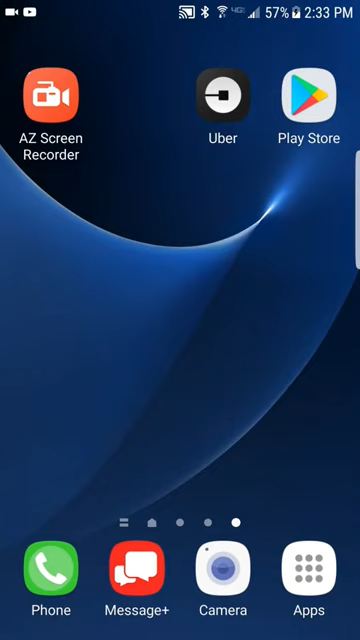 57% 2:33 PM
AZ Screen
Recorder
Uber
Play Store
Phone
Message+
Camera
Apps